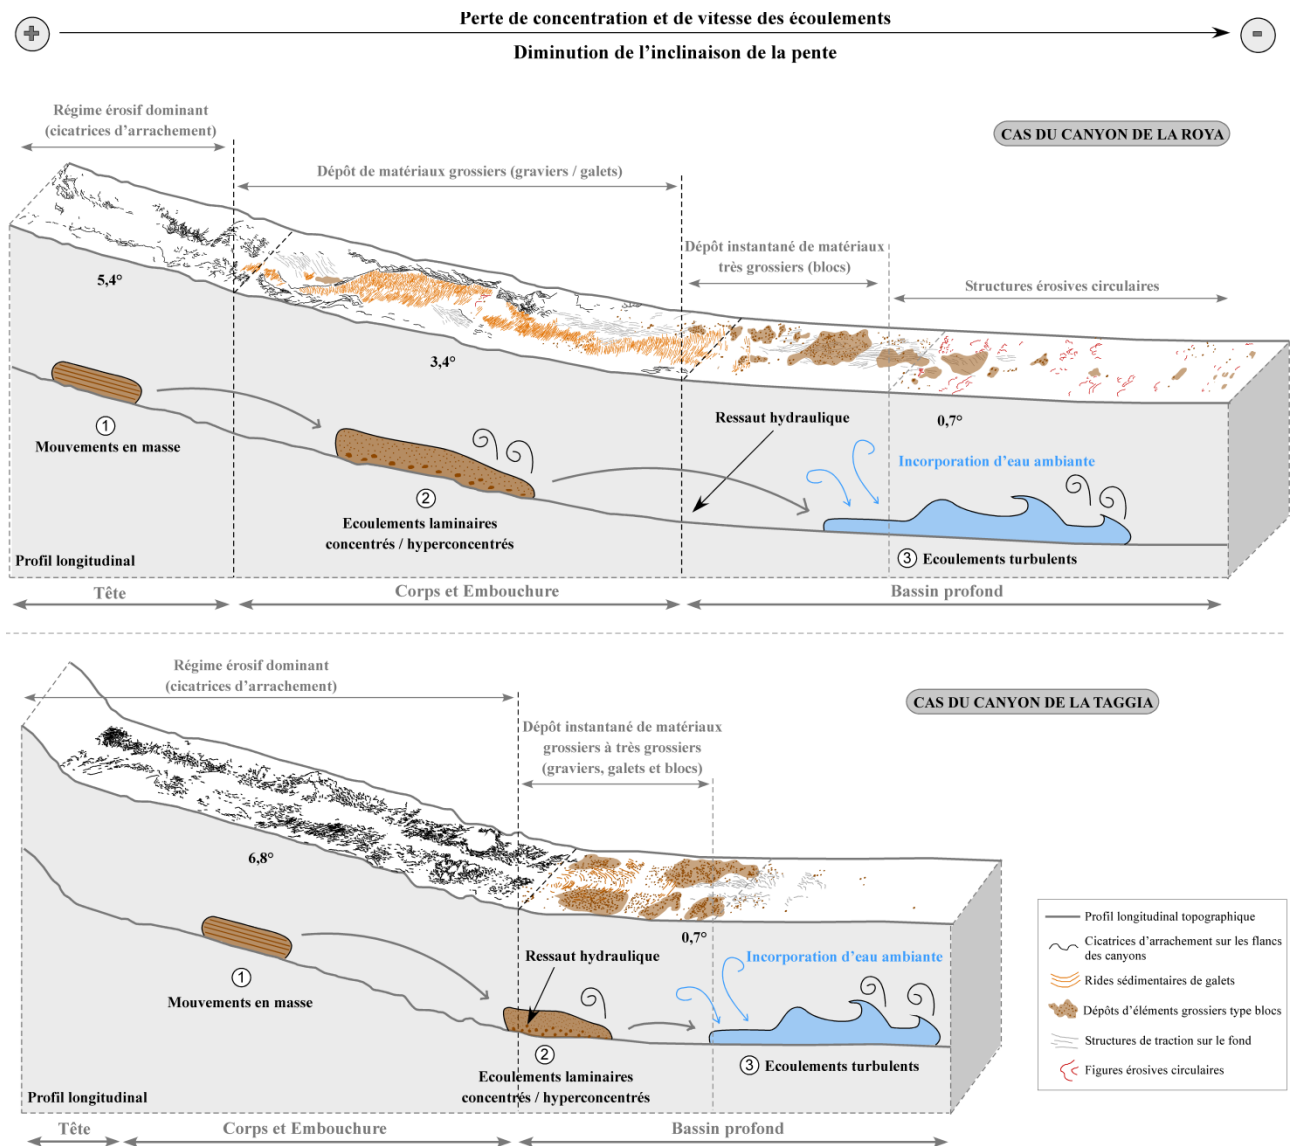 Perte de concentration et de vitesse des écoulements
+
-
Diminution de l'inclinaison de la pente
Régime érosif dominant
(cicatrices d'arrachement)
CAS DU CANYON DE LA ROYA
Dépôt de matériaux grossiers (graviers / galets)
Dépôt instantané de matériaux
très grossiers (blocs)
Structures érosives circulaires
5,4°
3,4°
0,7°
1
Mouvements en masse
Ressaut hydraulique
Incorporation d'eau ambiante
2
Ecoulements laminaires
concentrés / hyperconcentrés
3 Ecoulements turbulents
Profil longitudinal
Tête
Corps et Embouchure
Bassin profond
Régime érosif dominant
(cicatrices d'arrachement)
CAS DU CANYON DE LA TAGGIA
Dépôt instantané de matériaux
grossiers à très grossiers
(graviers, galets et blocs)
6,8°
0,7°
1
Mouvements en masse
Ressaut hydraulique
Incorporation d'eau ambiante
2
Ecoulements laminaires
concentrés / hyperconcentrés
3 Ecoulements turbulents
Profil longitudinal
Tête
Corps et Embouchure
Bassin profond
Profil longitudinal topographique
Cicatrices d'arrachement sur les flancs
des canyons
Rides sédimentaires de galets
Dépôts d'éléments grossiers type blocs
Structures de traction sur le fond
Figures érosives circulaires